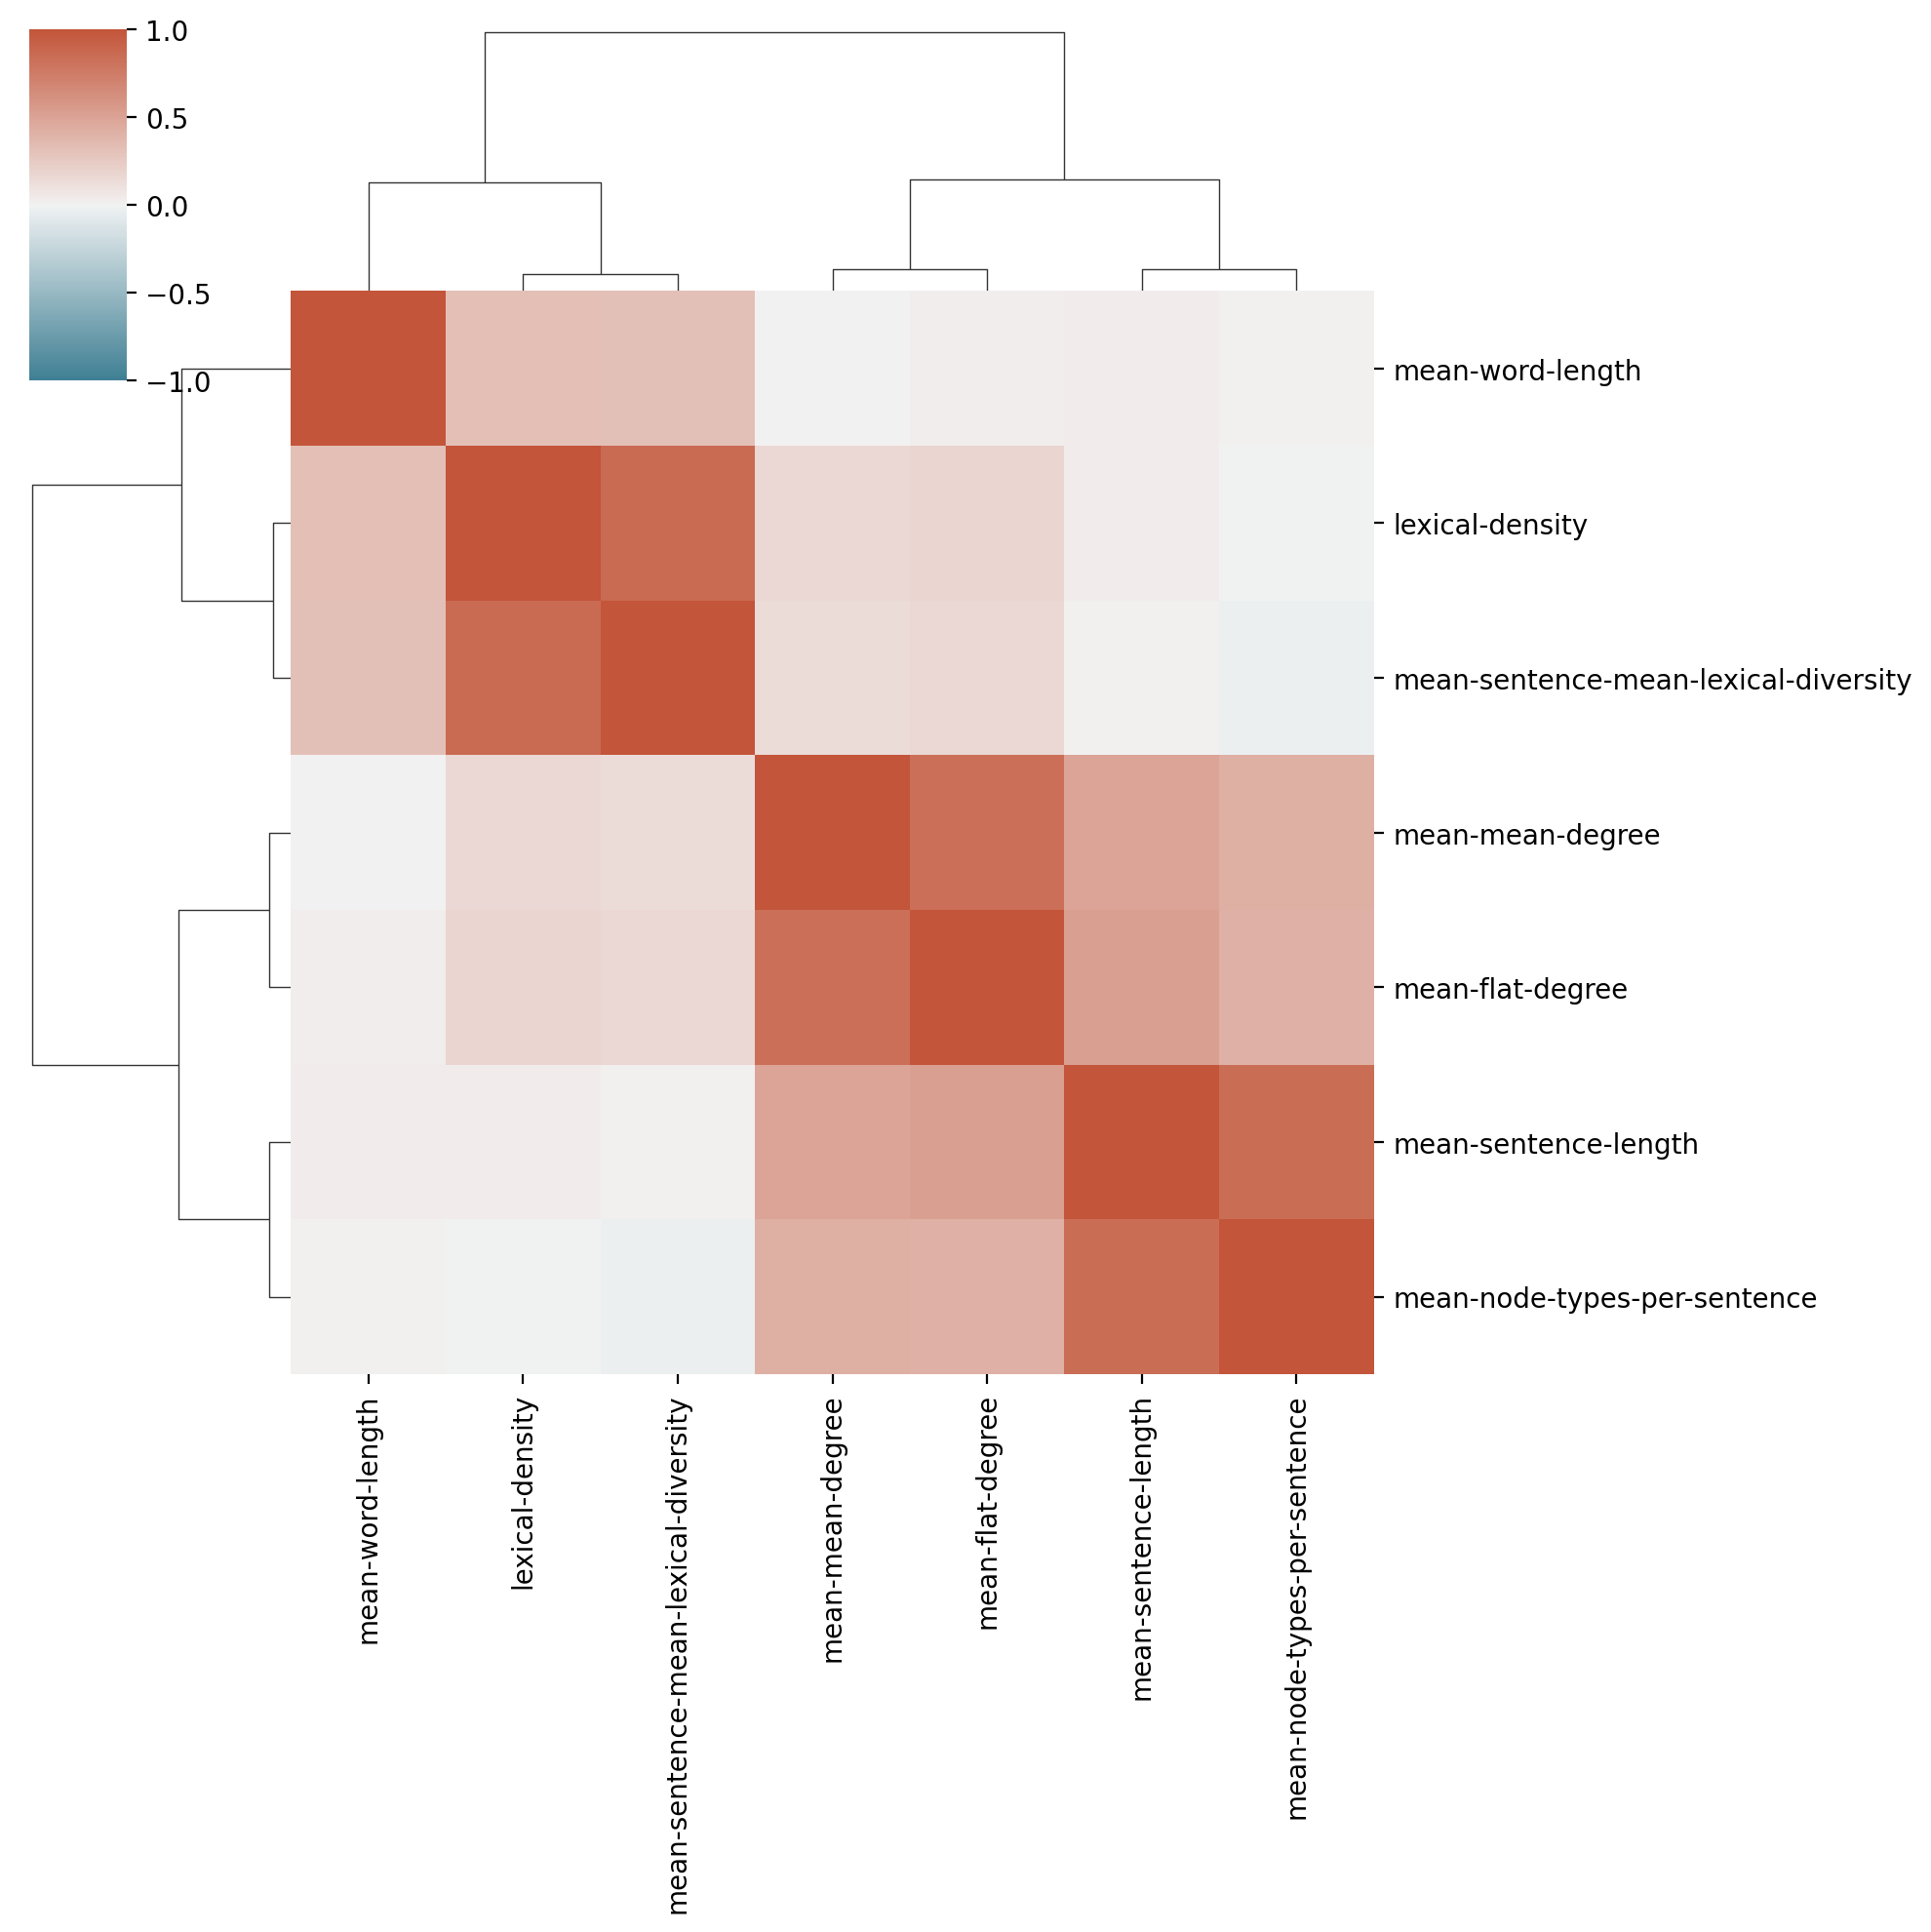 1.0
0.5
0.0
−0.5
−1.0
mean-word-length
lexical-density
mean-sentence-mean-lexical-diversity
mean-mean-degree
mean-flat-degree
mean-sentence-length
mean-node-types-per-sentence
mean-word-length
lexical-density
mean-sentence-mean-lexical-diversity
mean-mean-degree
mean-flat-degree
mean-sentence-length
mean-node-types-per-sentence